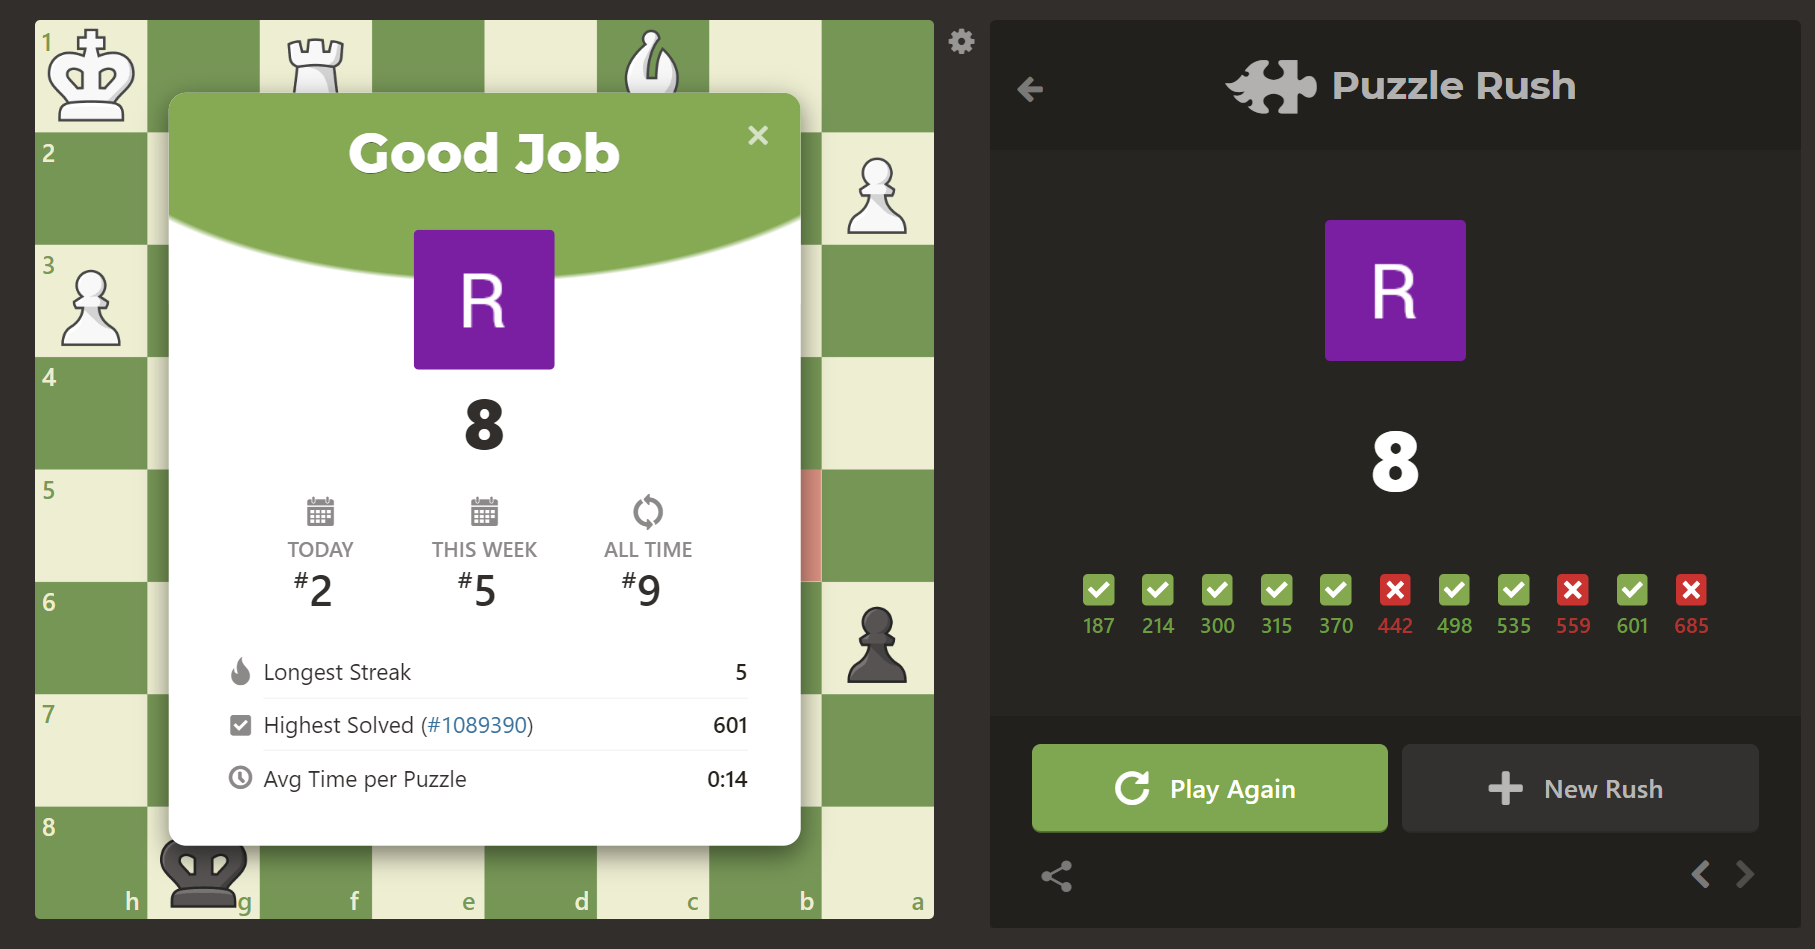 1
2
3
4
5
6
7
8
h g f e d c b a
Good Job
R
8
TODAY THIS WEEK ALL TIME
#2 #5 #9
Longest Streak 5
Highest Solved (#1089390) 601
Avg Time per Puzzle 0:14
Puzzle Rush
R
8
187 214 300 315 370 442 498 535 559 601 685
Play Again New Rush